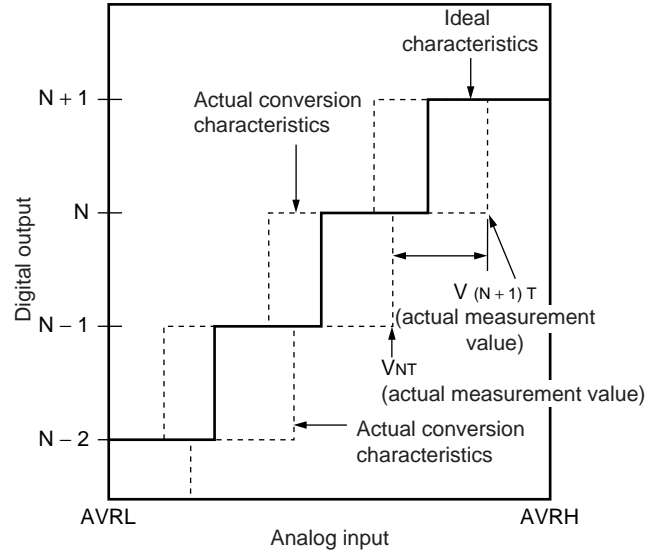 Ideal
characteristics
N + 1
Actual conversion
characteristics
Digital output
N
V (N + 1) T
(actual measurement
value)
N − 1
VNT
(actual measurement value)
Actual conversion
characteristics
N − 2
AVRL
AVRH
Analog input